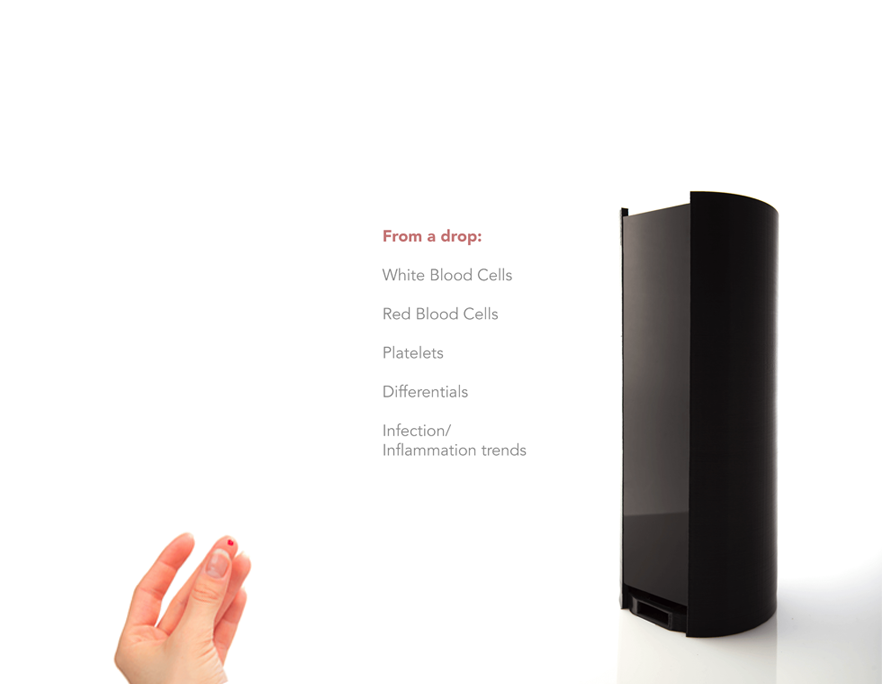 From a drop:
White Blood Cells
Red Blood Cells
Platelets
Differentials
Infection/
Inflammation trends